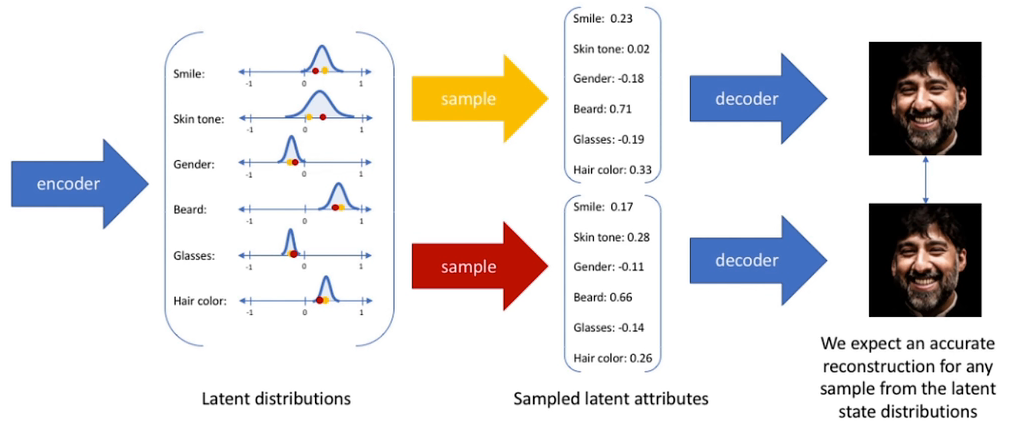 encoder
Smile:
-1 0 1
Skin tone:
-1 0 1
Gender:
-1 0 1
Beard:
-1 0 1
Glasses:
-1 0 1
Hair color:
-1 0 1
Latent distributions
sample
sample
Smile: 0.23
Skin tone: 0.02
Gender: -0.18
Beard: 0.71
Glasses: -0.19
Hair color: 0.33
Smile: 0.17
Skin tone: 0.28
Gender: -0.11
Beard: 0.66
Glasses: -0.14
Hair color: 0.26
Sampled latent attributes
decoder
decoder
We expect an accurate
reconstruction for any
sample from the latent
state distributions